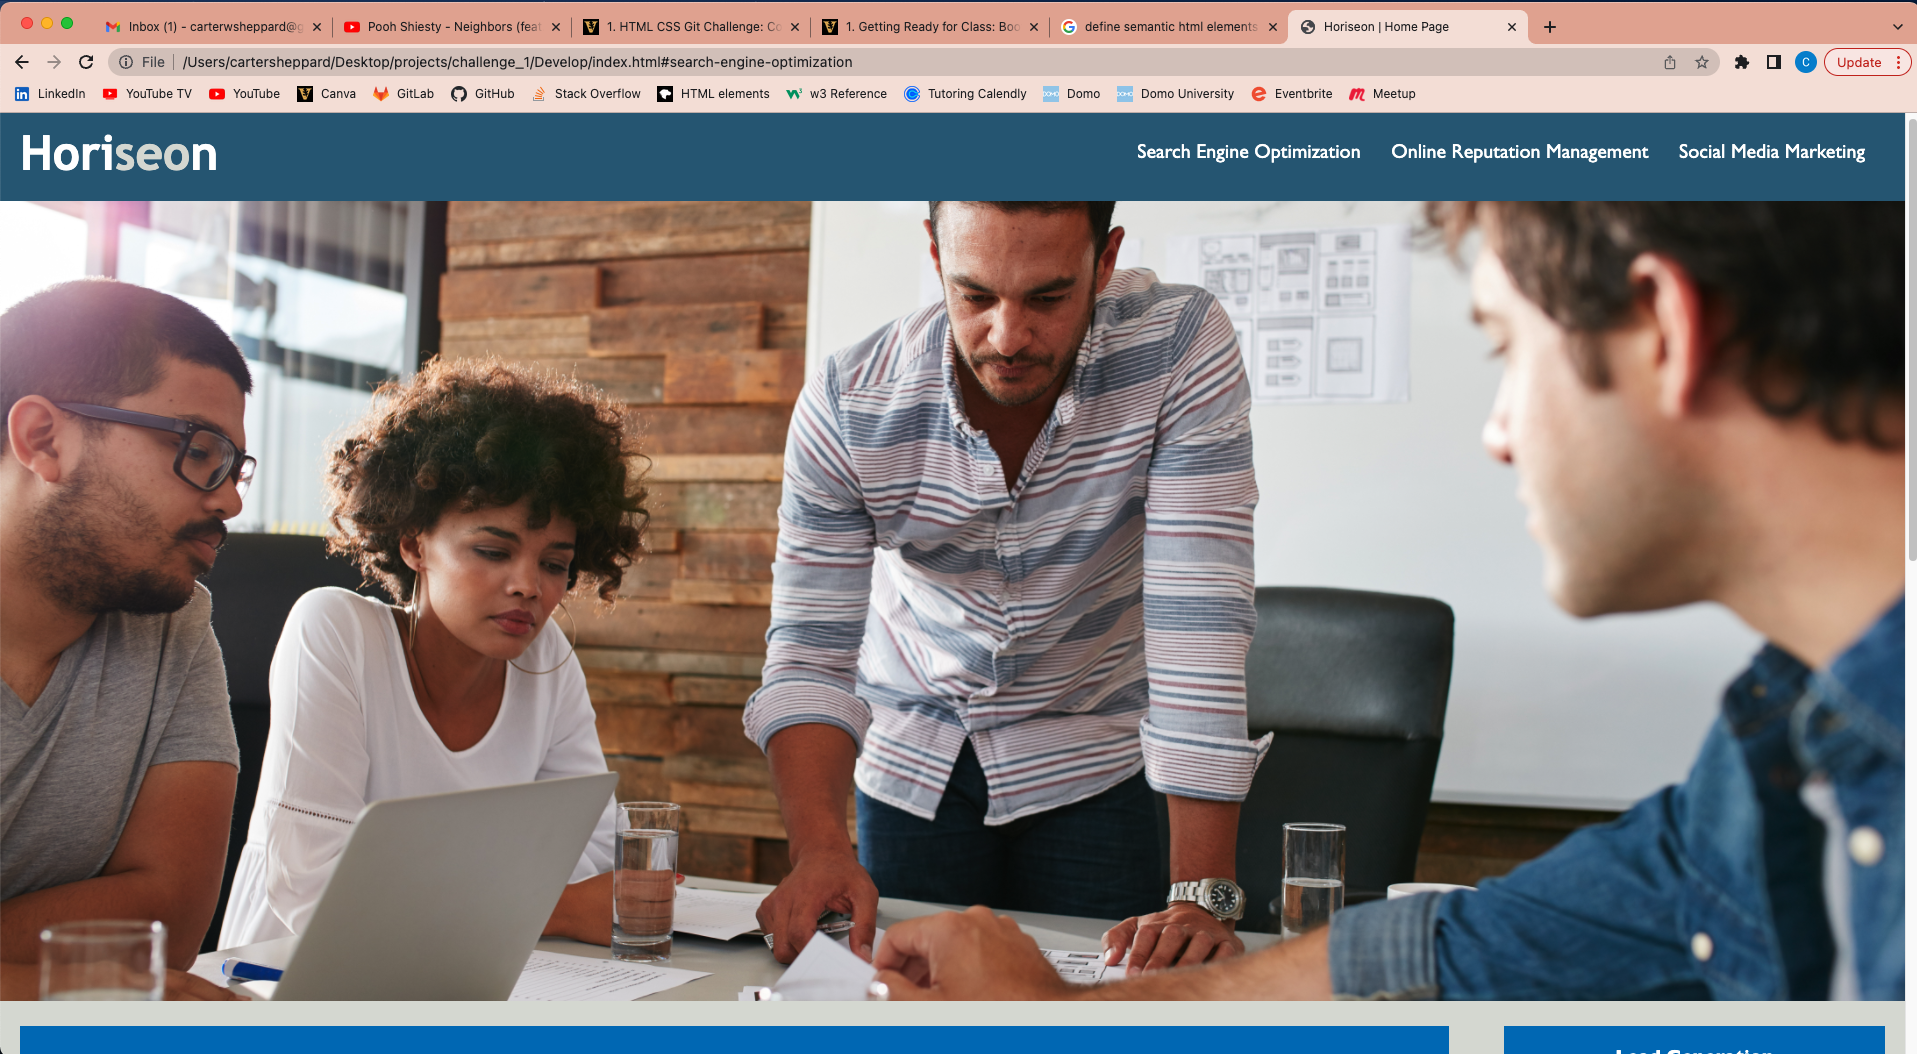 Inbox (1) - carterwsheppard@g
Pooh Shiesty - Neighbors (feat
1. HTML CSS Git Challenge: Co
1. Getting Ready for Class: Boo
define semantic html elements
Horiseon | Home Page
File
/Users/cartersheppard/Desktop/projects/challenge_1/Develop/index.html#search-engine-optimization
C
Update
LinkedIn
YouTube TV
YouTube
Canva
GitLab
GitHub
Stack Overflow
HTML elements
w3 Reference
Tutoring Calendly
Domo
Domo University
Eventbrite
Meetup
Horiseon
Search Engine Optimization
Online Reputation Management
Social Media Marketing
Lead Generation